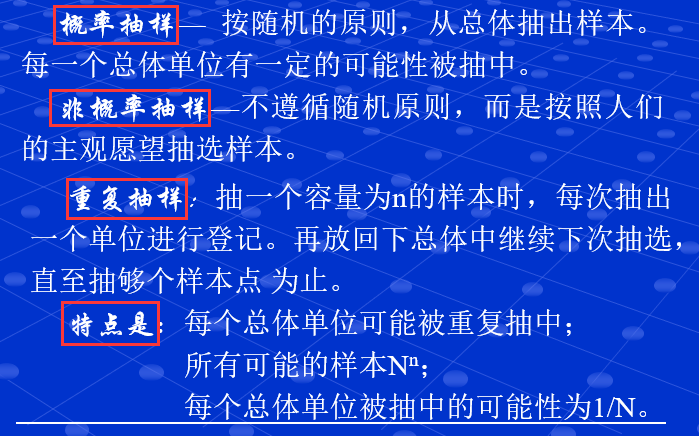 概率抽样— 按随机的原则，从总体抽出样本。
每一个总体单位有一定的可能性被抽中。
非概率抽样—不遵循随机原则，而是按照人们
的主观愿望抽选样本。
重复抽样：抽一个容量为n的样本时，每次抽出
一个单位进行登记。再放回下总体中继续下次抽选，
直至抽够个样本点 为止。
特点是：每个总体单位可能被重复抽中；
所有可能的样本Nⁿ；
每个总体单位被抽中的可能性为1/N。